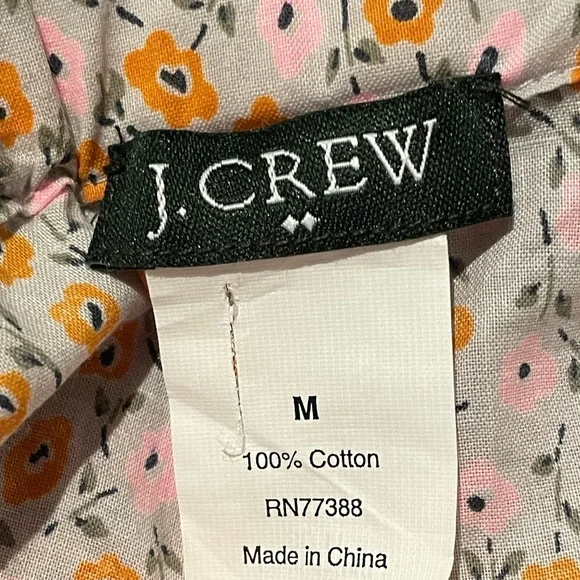 J.CREW
M
100% Cotton
RN77388
Made in China